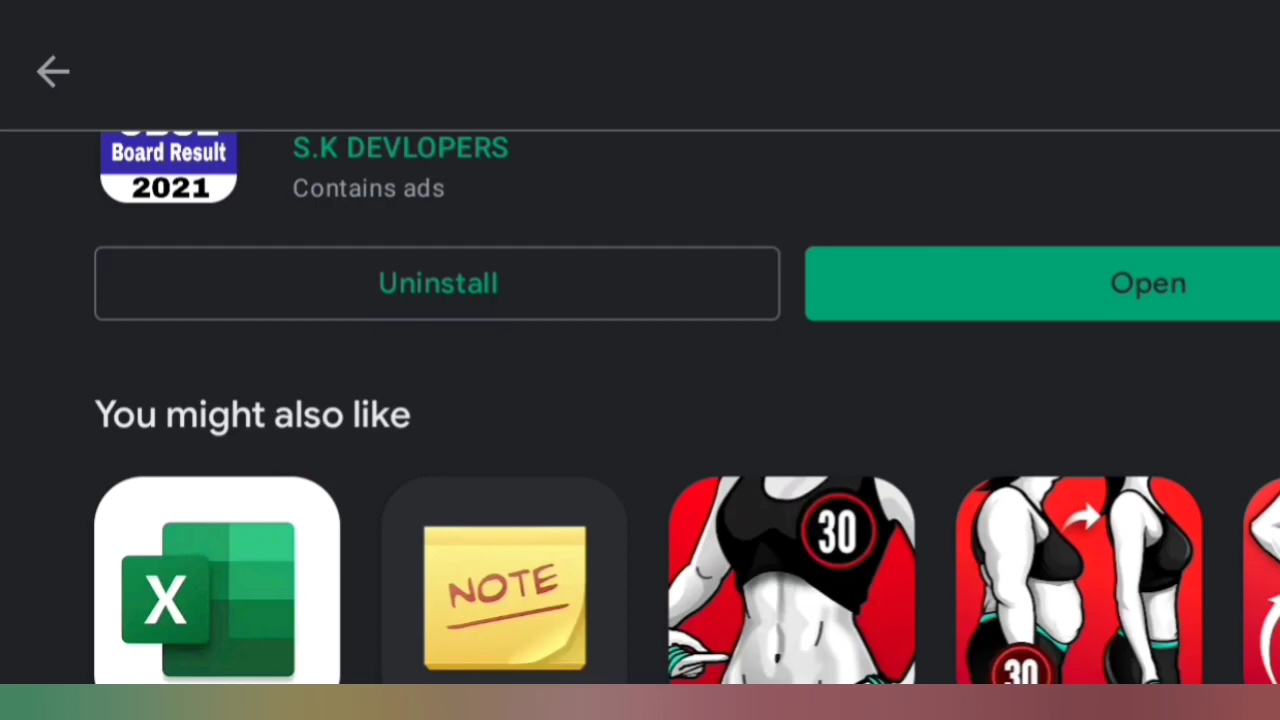 Board Result
2021
S.K DEVLOPERS
Contains ads
Uninstall
Open
You might also like
X
NOTE
30
30